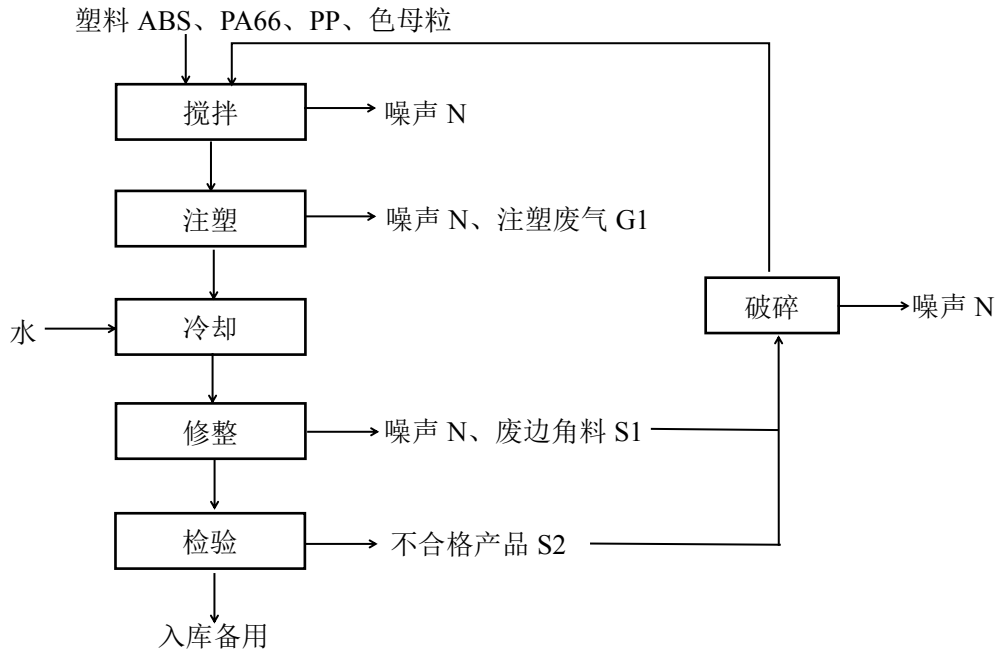 塑料 ABS、PA66、PP、色母粒
搅拌
噪声 N
注塑
噪声 N、注塑废气 G1
破碎
噪声 N
水
冷却
修整
噪声 N、废边角料 S1
检验
不合格产品 S2
入库备用